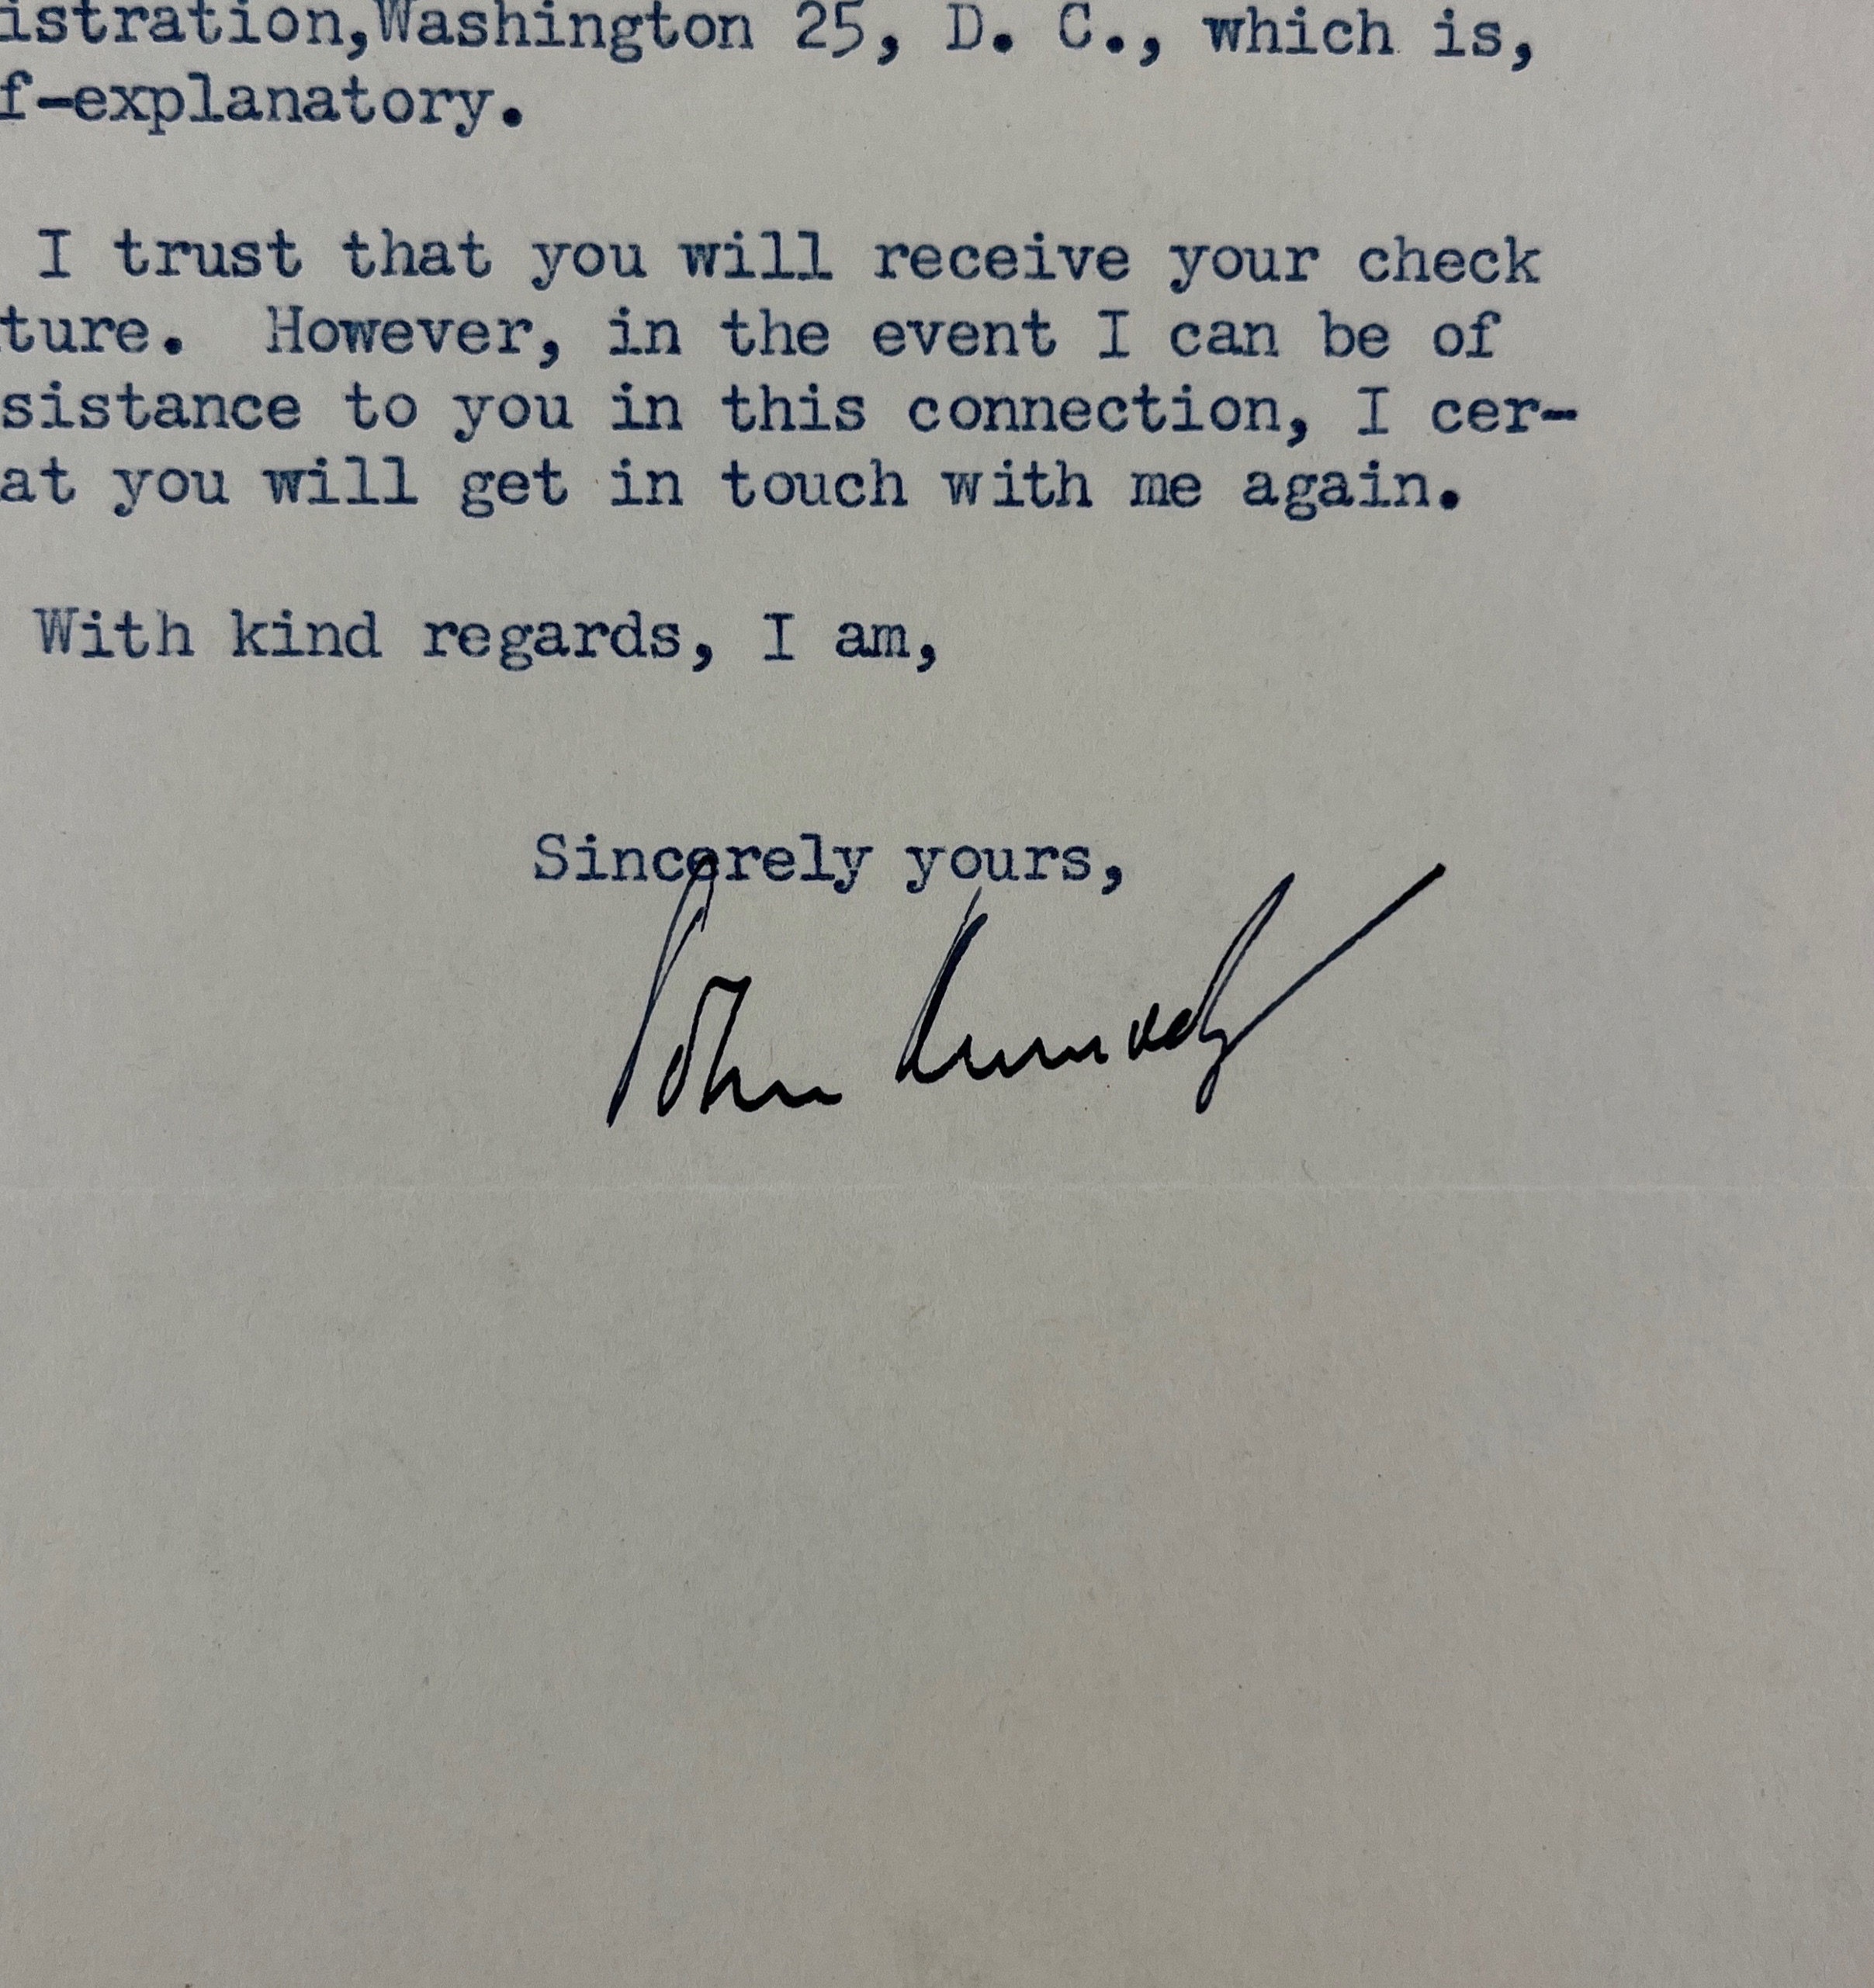 istration,Washington 25, D. C., which is,
f-explanatory.
I trust that you will receive your check
ture. However, in the event I can be of
sistance to you in this connection, I cer-
at you will get in touch with me again.
With kind regards, I am,
Sincerely yours,
John Kennedy